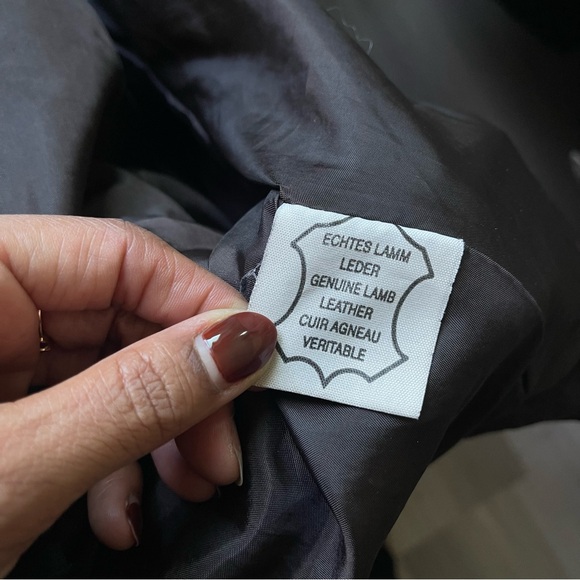 ECHTES LAMM
LEDER
GENUINE LAMB
LEATHER
CUIR AGNEAU
VERITABLE